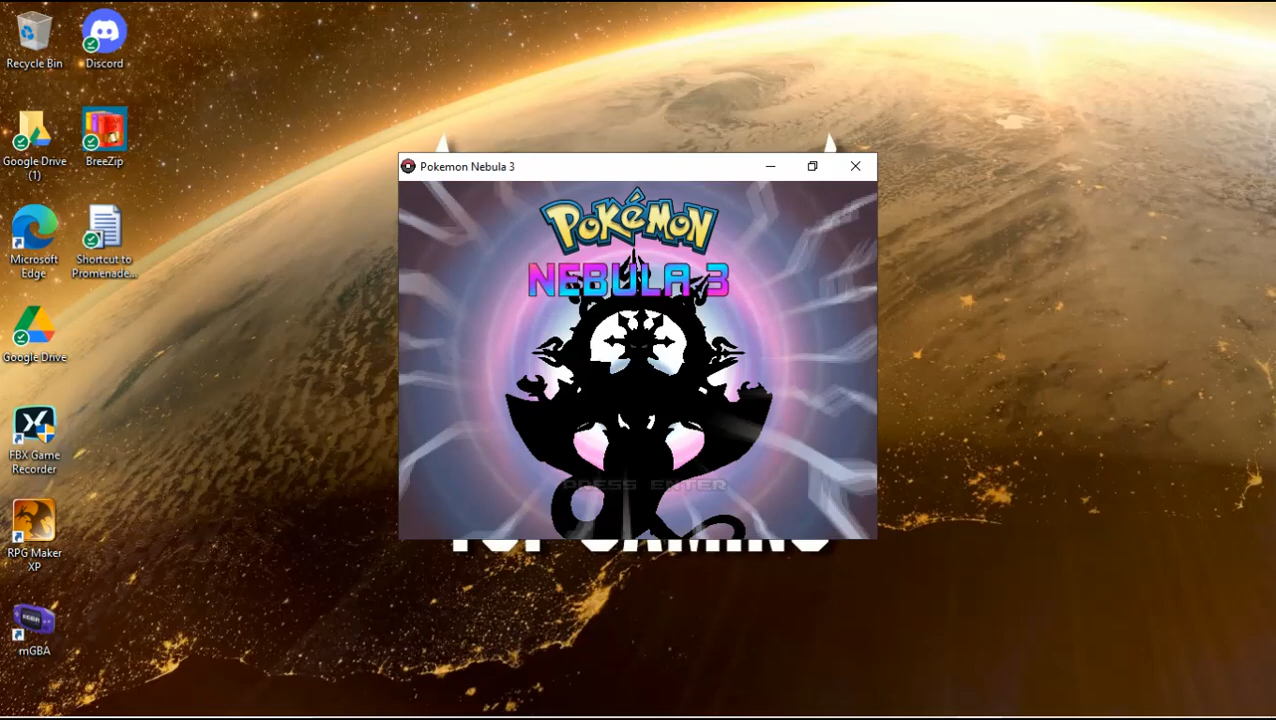 Recycle Bin
Discord
Google Drive
(1)
BreeZip
Microsoft
Edge
Shortcut to
Promenade...
Google Drive
FBX Game
Recorder
RPG Maker
XP
mGBA
Pokemon Nebula 3
POKéMON
NEBULA 3
PRESS ENTER